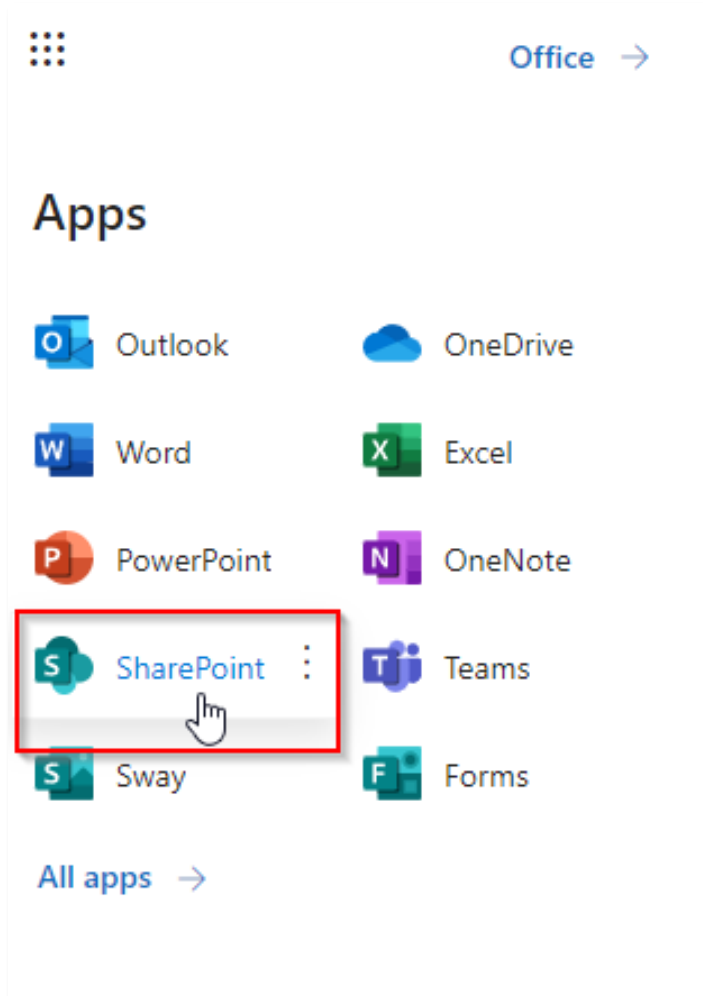 Office
Apps
Outlook OneDrive
Word Excel
PowerPoint OneNote
SharePoint Teams
Sway Forms
All apps